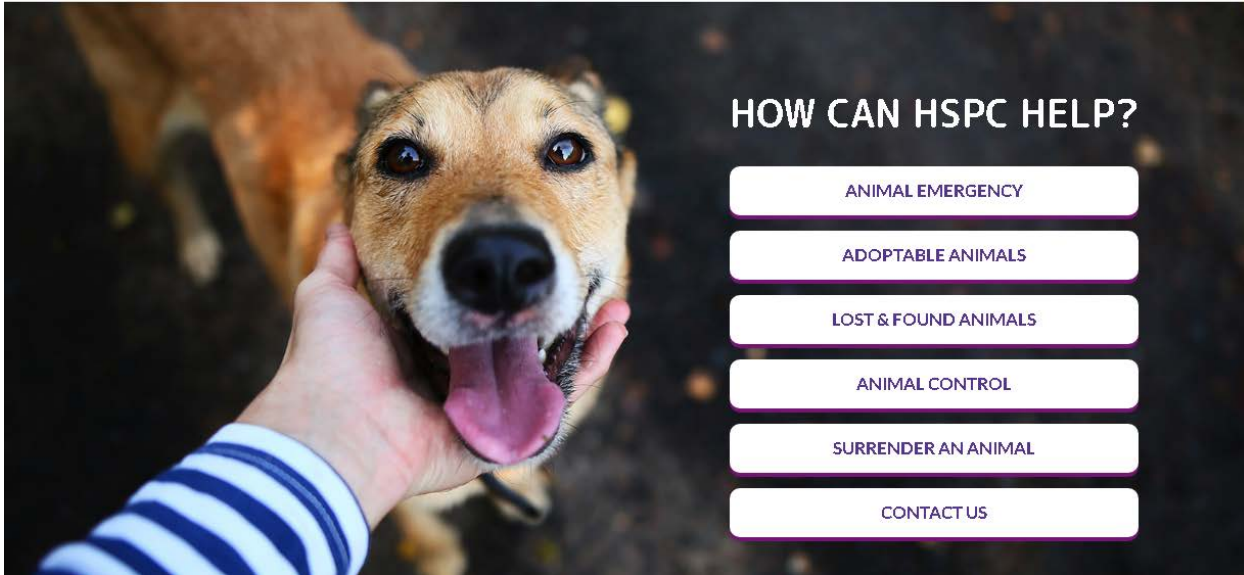 HOW CAN HSPC HELP?
ANIMAL EMERGENCY
ADOPTABLE ANIMALS
LOST & FOUND ANIMALS
ANIMAL CONTROL
SURRENDER AN ANIMAL
CONTACT US